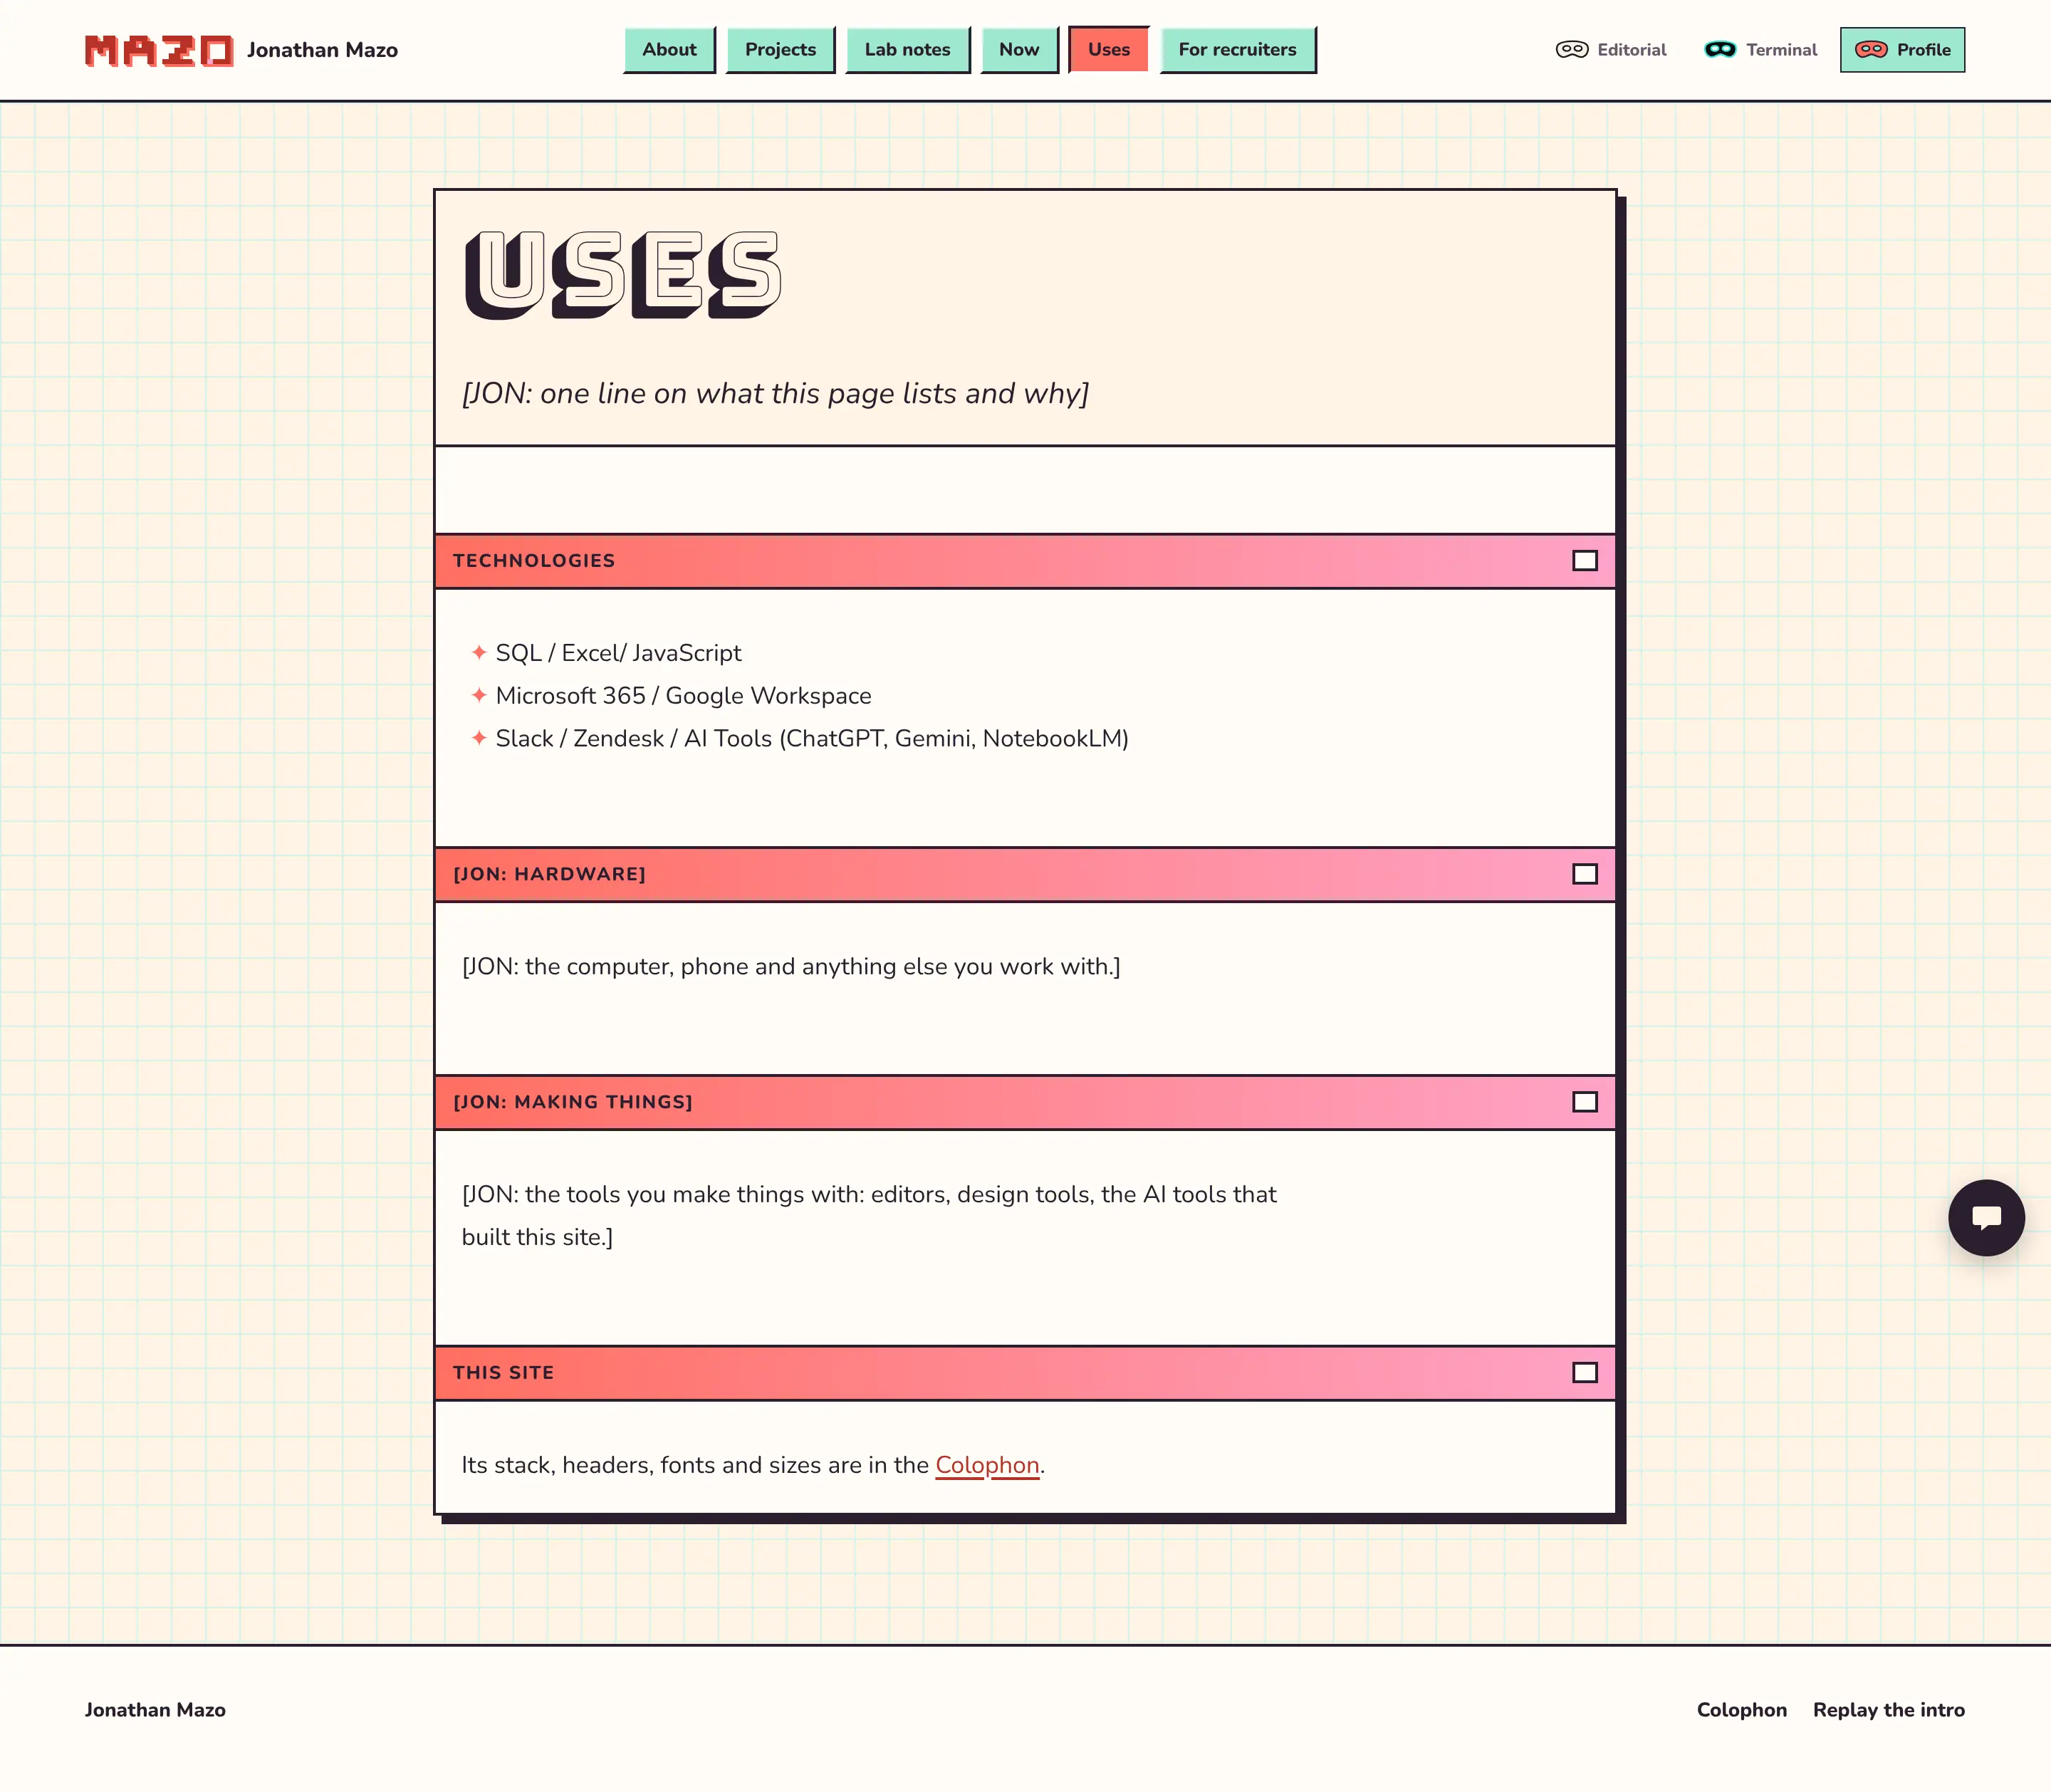 MAZO Jonathan Mazo
About
Projects
Lab notes
Now
Uses
For recruiters
Editorial
Terminal
Profile
USES
[JON: one line on what this page lists and why]
TECHNOLOGIES
SQL / Excel/ JavaScript
Microsoft 365 / Google Workspace
Slack / Zendesk / AI Tools (ChatGPT, Gemini, NotebookLM)
[JON: HARDWARE]
[JON: the computer, phone and anything else you work with.]
[JON: MAKING THINGS]
[JON: the tools you make things with: editors, design tools, the AI tools that
built this site.]
THIS SITE
Its stack, headers, fonts and sizes are in the Colophon.
Jonathan Mazo
Colophon
Replay the intro